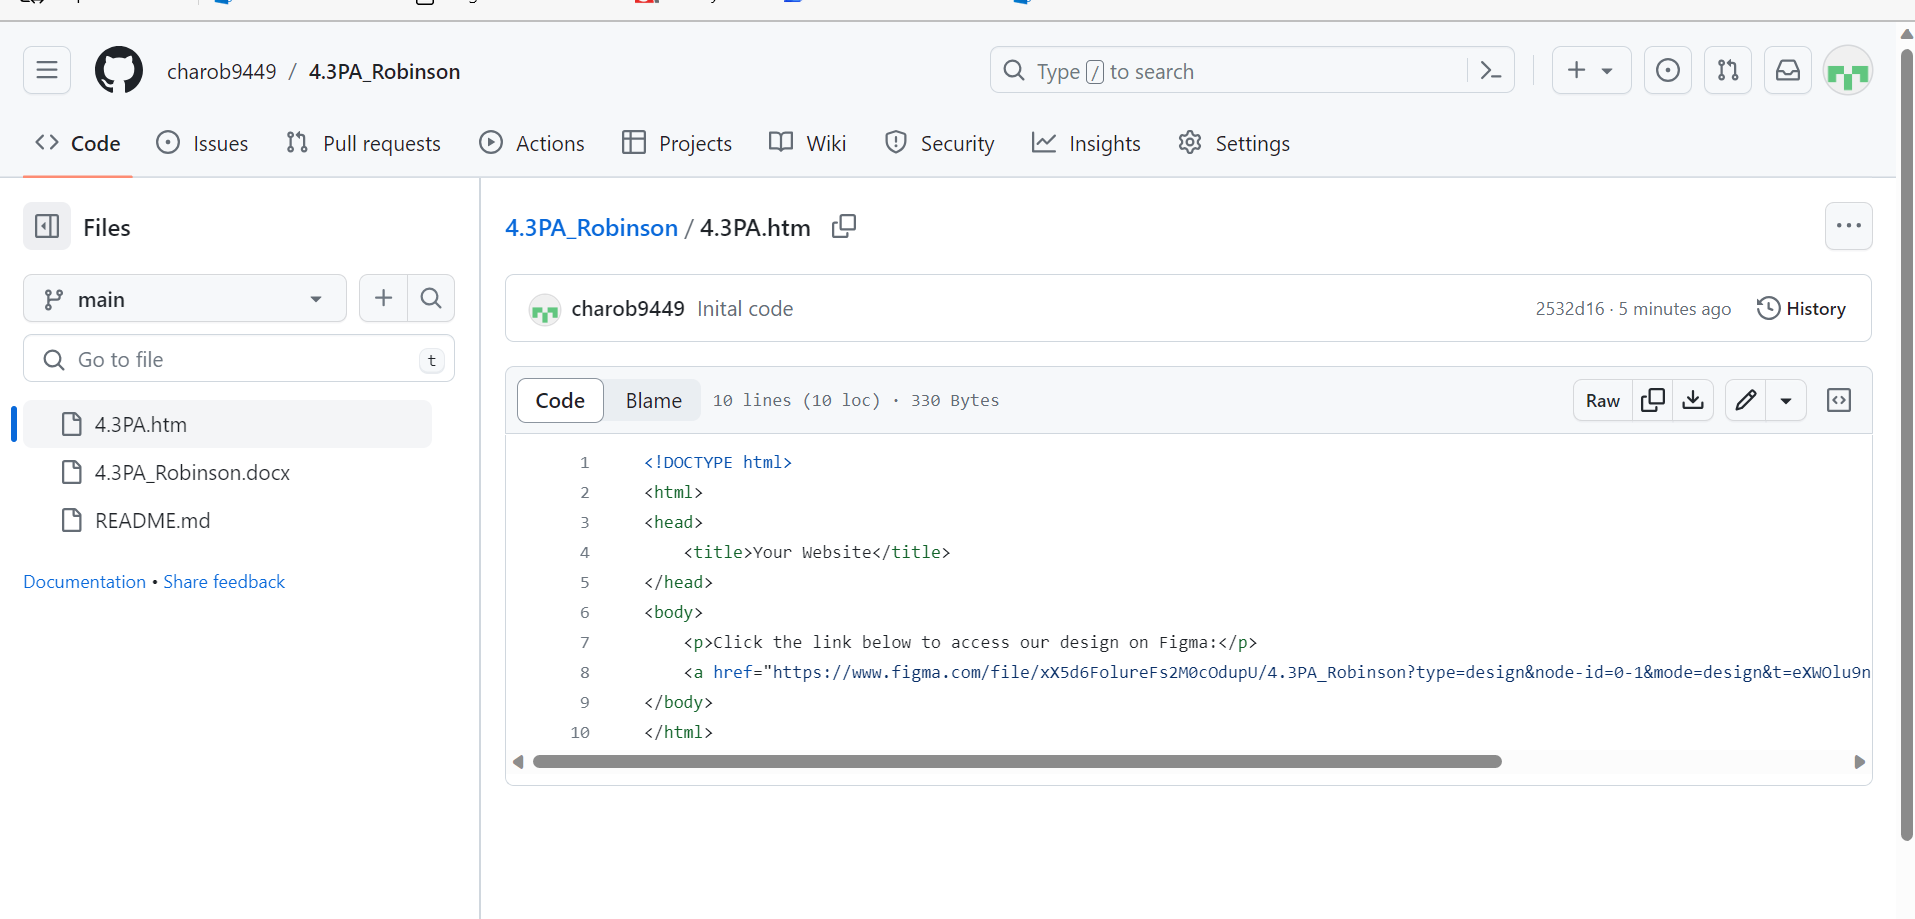 charob9449 / 4.3PA_Robinson
Type / to search
Code
Issues
Pull requests
Actions
Projects
Wiki
Security
Insights
Settings
Files
main
Go to file
t
4.3PA.htm
4.3PA_Robinson.docx
README.md
Documentation • Share feedback
4.3PA_Robinson / 4.3PA.htm
charob9449 Inital code
2532d16 · 5 minutes ago
History
Code
Blame
10 lines (10 loc) · 330 Bytes
Raw
1 <!DOCTYPE html>
2 <html>
3 <head>
4 <title>Your Website</title>
5 </head>
6 <body>
7 <p>Click the link below to access our design on Figma:</p>
8 <a href="https://www.figma.com/file/xX5d6FolureFs2M0cOdupU/4.3PA_Robinson?type=design&node-id=0-1&mode=design&t=eXWOlu9n
9 </body>
10 </html>